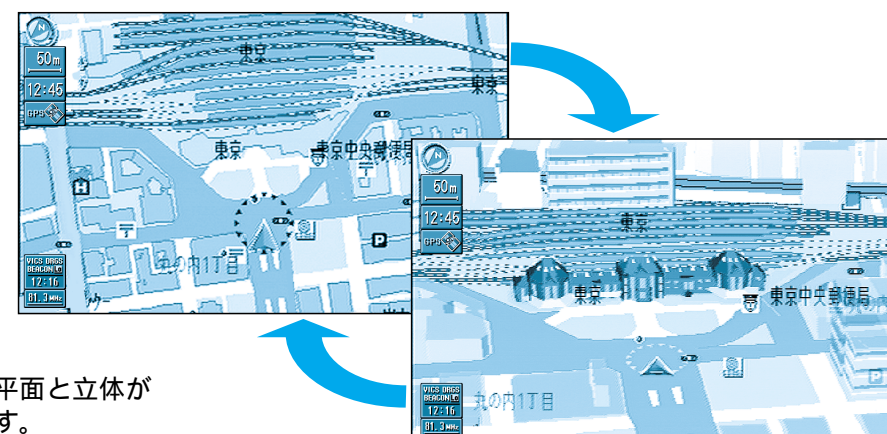 50m
12:45
GPS
東京
東京
東京
東京中央郵便局
H
P
丸の内1丁目
VICS DRGS
BEACON
12:16
81.3MHz
50m
12:45
GPS
東京
東京
東京中央郵便局
P
丸の内1丁目
VICS DRGS
BEACON
12:16
81.3MHz
平面と立体が
す。